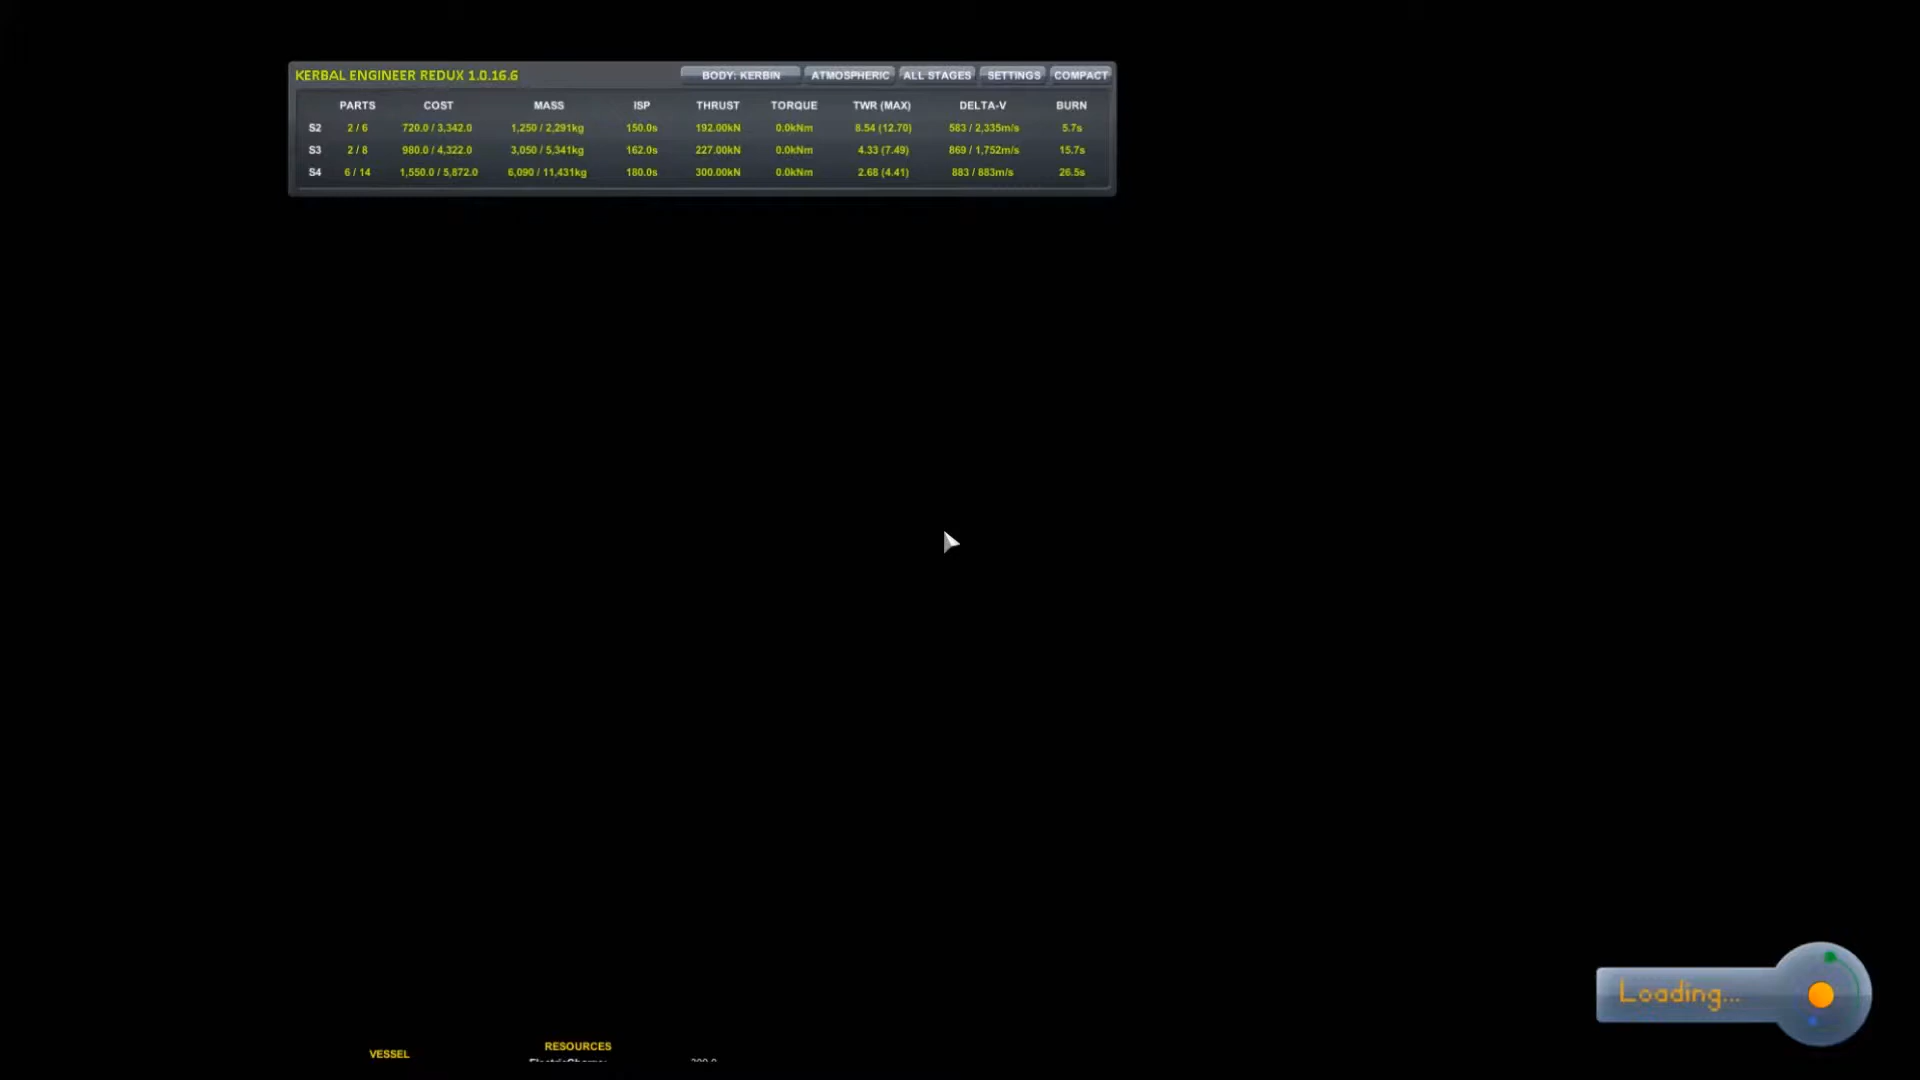 KERBAL ENGINEER REDUX 1.0.16.6 BODY: KERBIN ATMOSPHERIC ALL STAGES SETTINGS COMPACT
PARTS COST MASS ISP THRUST TORQUE TWR (MAX) DELTA-V BURN
S2 2 / 6 720.0 / 3,342.0 1,250 / 2,291kg 150.0s 192.00kN 0.0kNm 8.54 (12.70) 583 / 2,335m/s 5.7s
S3 2 / 8 980.0 / 4,322.0 3,050 / 5,341kg 162.0s 227.00kN 0.0kNm 4.33 (7.49) 869 / 1,752m/s 15.7s
S4 6 / 14 1,550.0 / 5,872.0 6,090 / 11,431kg 180.0s 300.00kN 0.0kNm 2.68 (4.41) 883 / 883m/s 26.5s
Loading...
RESOURCES
VESSEL